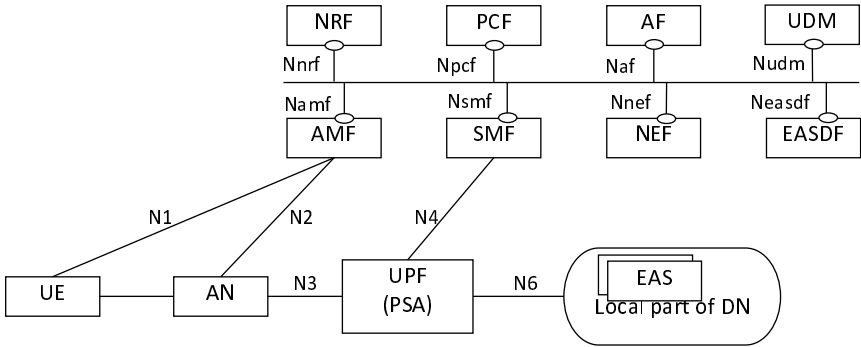 NRF
PCF
AF
UDM
Nnrf
Npcf
Naf
Nudm
Namf
Nsmf
Nnef
Neasdf
AMF
SMF
NEF
EASDF
N1
N2
N4
UE
AN
N3
UPF
(PSA)
N6
EAS
Local part of DN